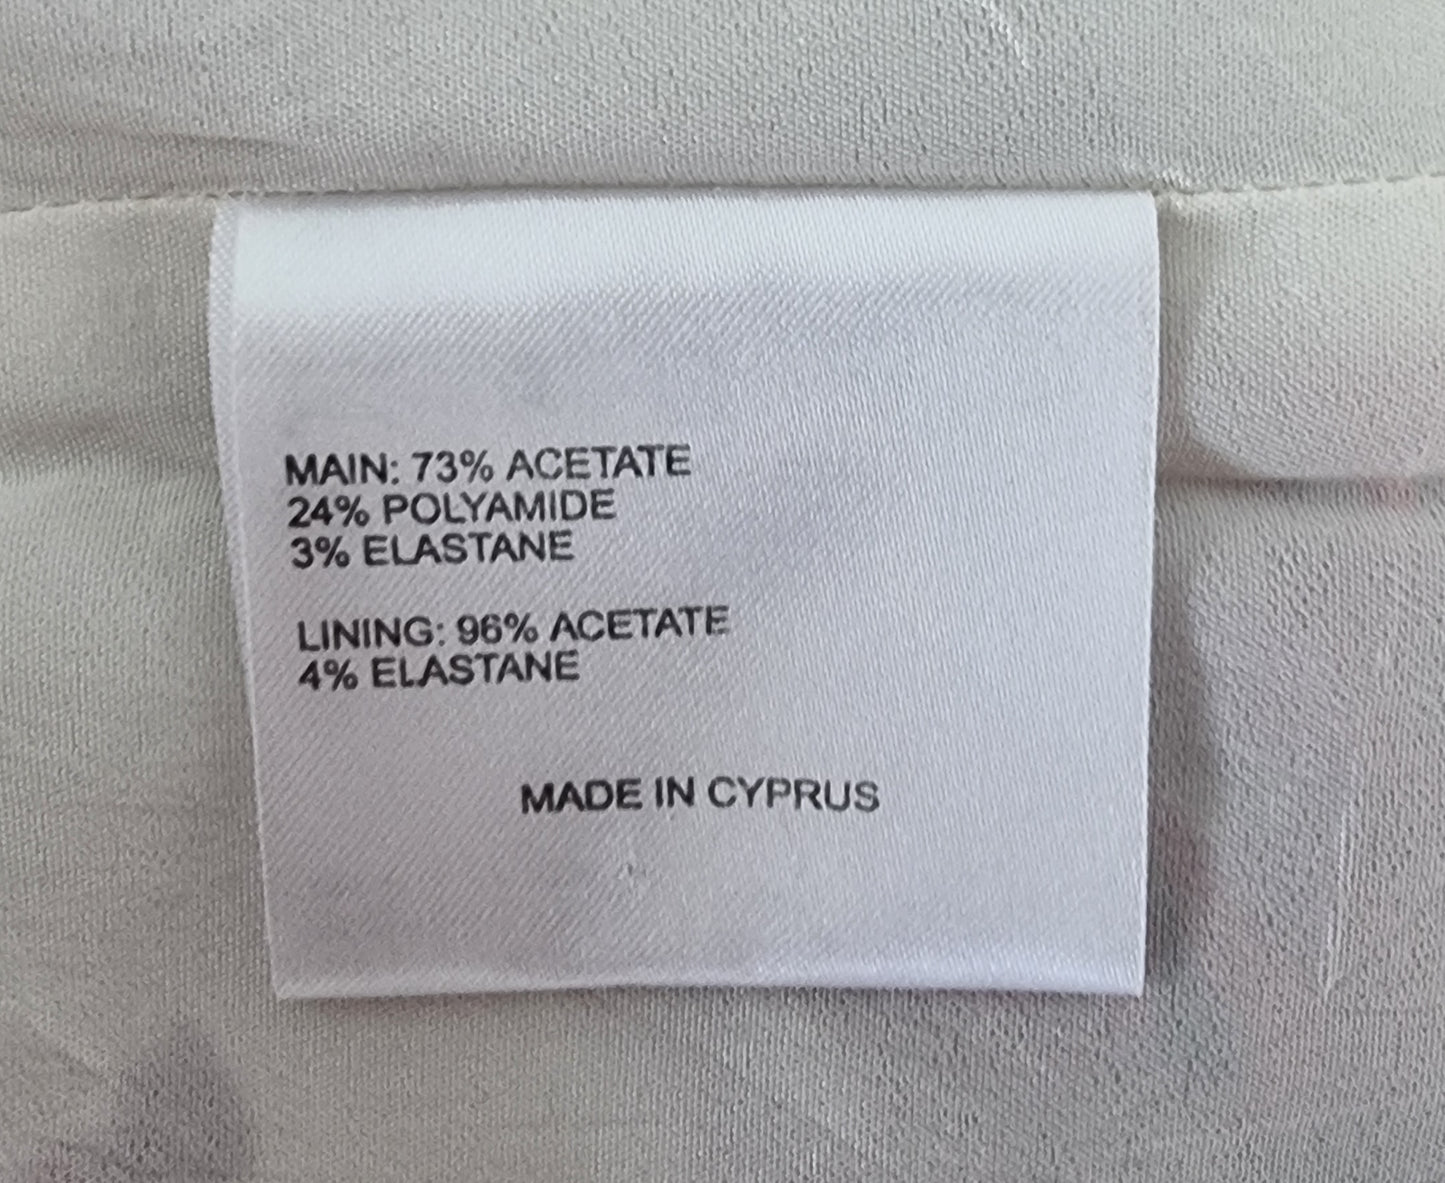 MAIN: 73% ACETATE
24% POLYAMIDE
3% ELASTANE
LINING: 96% ACETATE
4% ELASTANE
MADE IN CYPRUS